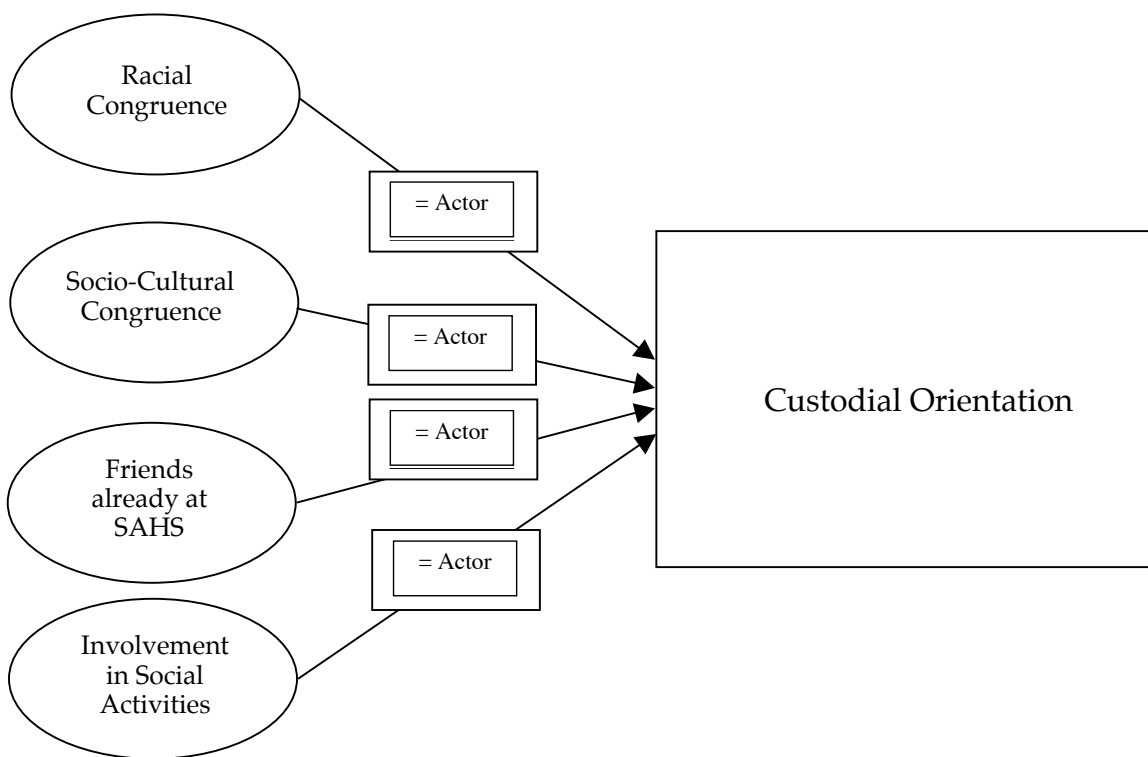 Racial
Congruence
= Actor
Socio-Cultural
Congruence
= Actor
Custodial Orientation
= Actor
Friends
already at
SAHS
= Actor
Involvement
in Social
Activities